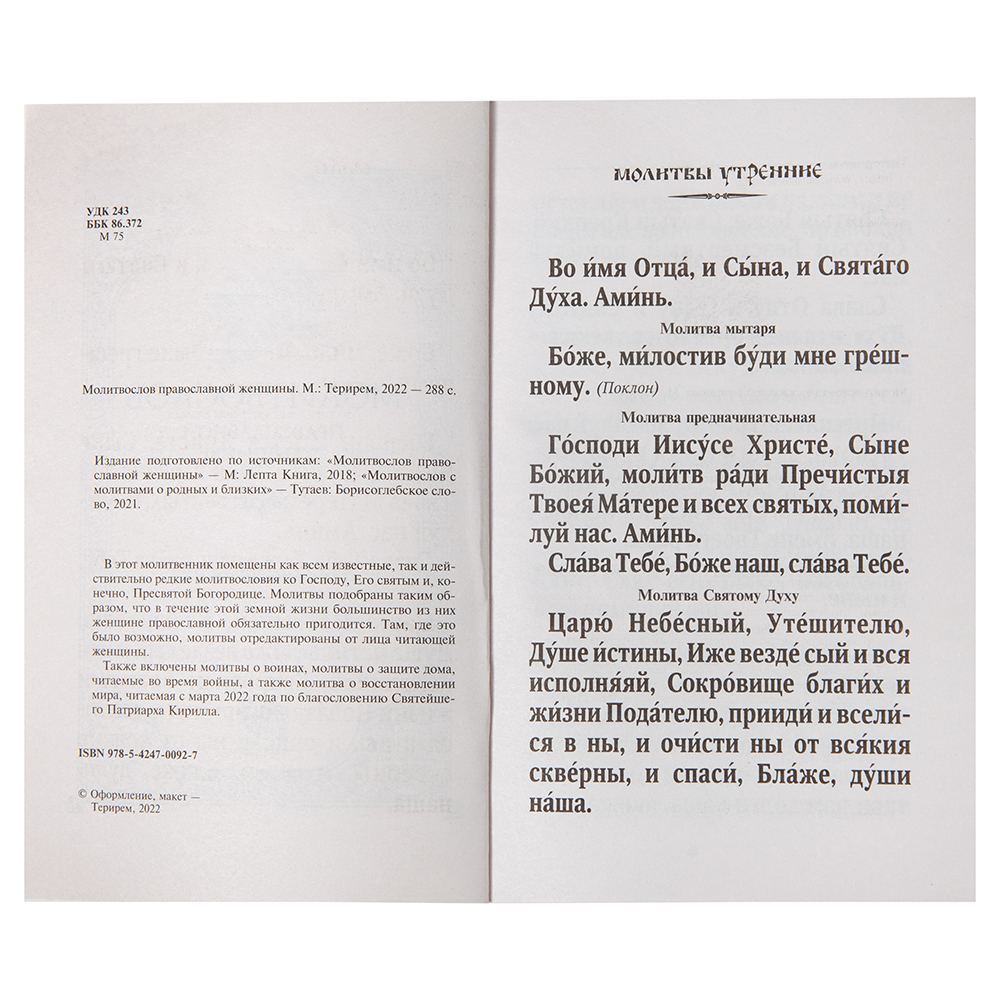 УДК 243
ББК 86.372
М 75
Молитвослов православной женщины. М.: Терирем, 2022 — 288 с.
Издание подготовлено по источникам: «Молитвослов право-
славной женщины» — М: Лепта Книга, 2018; «Молитвослов с
молитвами о родных и близких» — Тутаев: Борисоглебское сло-
во, 2021.
В этот молитвенник помещены как всем известные, так и дей-
ствительно редкие молитвословия ко Господу, Его святым и, ко-
нечно, Пресвятой Богородице. Молитвы подобраны таким об-
разом, что в течение этой земной жизни большинство из них
женщине православной обязательно пригодится. Там, где это
было возможно, молитвы отредактированы от лица читающей
женщины.
Также включены молитвы о воинах, молитвы о защите дома,
читаемые во время войны, а также молитва о восстановлении
мира, читаемая с марта 2022 года по благословению Святейше-
го Патриарха Кирилла.
ISBN 978-5-4247-0092-7
© Оформление, макет —
Терирем, 2022
МОЛИТВЫ УТРЕННИЕ
Во и́мя Отца́, и Сы́на, и Свята́го
Ду́ха. Ами́нь.
Молитва мытаря
Бо́же, ми́лостив бу́ди мне гре́ш-
ному. (Поклон)
Молитва предначинательная
Го́споди Иису́се Христе́, Сы́не
Бо́жий, моли́тв ра́ди Пречи́стыя
Твоея́ Ма́тере и всех святы́х, поми́-
луй нас. Ами́нь.
Сла́ва Тебе́, Бо́же наш, сла́ва Тебе́.
Молитва Святому Духу
Царю́ Небе́сный, Уте́шителю,
Ду́ше и́стины, Иже везде́ сый и вся
исполня́яй, Сокро́вище благи́х и
жи́зни Пода́телю, прииди́ и всели́-
ся в ны, и очи́сти ны от вся́кия
скве́рны, и спаси́, Бла́же, ду́ши
на́ша.